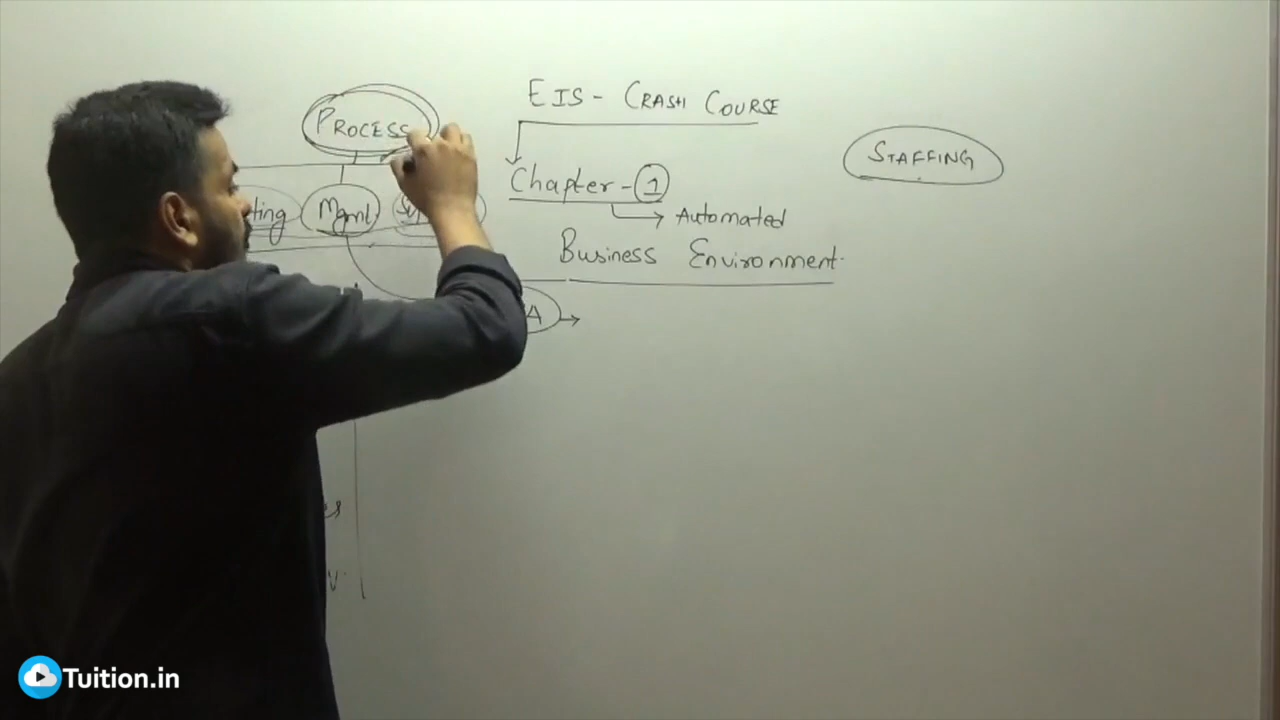 EIS - CRASH COURSE
PROCESS
STAFFING
Chapter - 1
Mgmt
Automated
Business Environment
Tuition.in